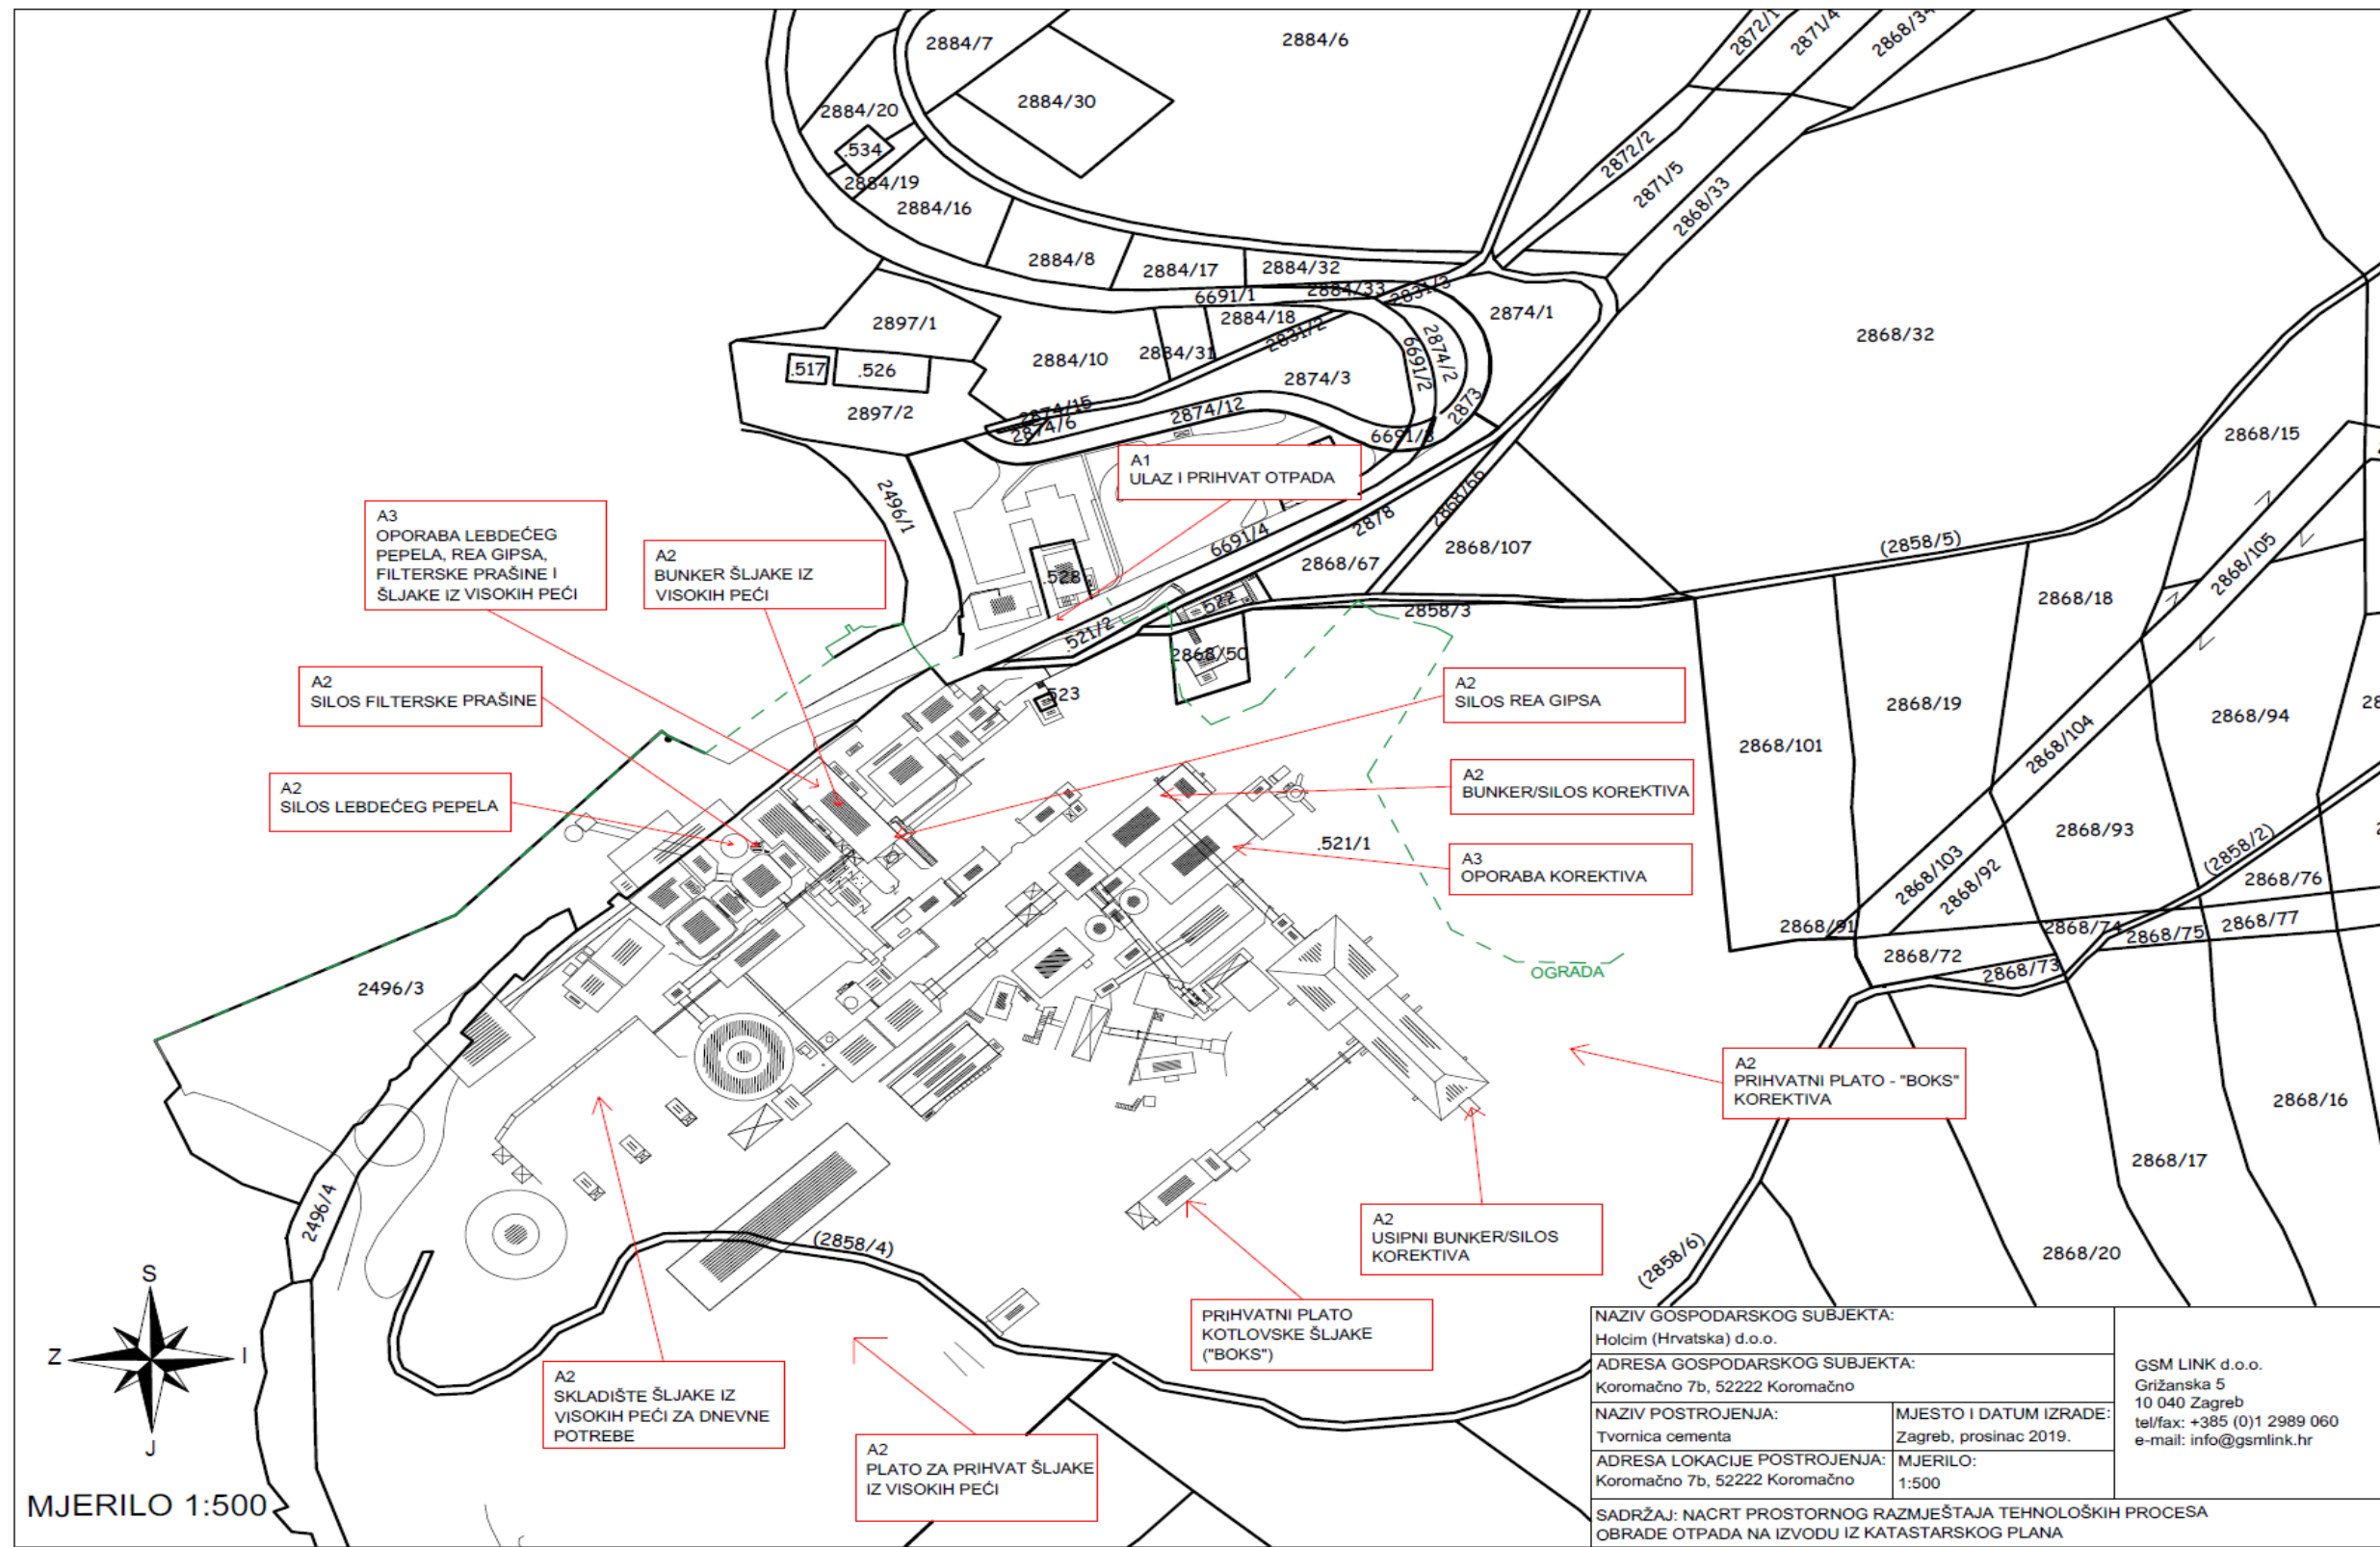 2884/7
2884/6
2872/1
2871/4
2884/30
2884/20
.534
2884/19
2884/16
2872/2
2871/5
2868/33
2884/8
2884/17
2884/32
6691/1
2884/33
2831/3
2884/18
2831/2
2874/1
2897/1
2884/10
2884/31
2874/3
6691/2
2874/2
2873
2868/32
.517
.526
2897/2
2874/15
2874/6
2874/12
6691/3
2868/15
2496/1
A1
ULAZ I PRIHVAT OTPADA
A3
OPORABA LEBDEĆEG
PEPELA, REA GIPSA,
FILTERSKE PRAŠINE I
ŠLJAKE IZ VISOKIH PEĆI
A2
BUNKER ŠLJAKE IZ
VISOKIH PEĆI
6691/4
2878
2868/66
2868/67
2868/107
(2858/5)
2868/105
.528
.522
.521/2
2858/3
2868/18
2868/50
.523
A2
SILOS FILTERSKE PRAŠINE
A2
SILOS REA GIPSA
2868/19
2868/94
2868/101
2868/104
A2
SILOS LEBDEĆEG PEPELA
A2
BUNKER/SILOS KOREKTIVA
.521/1
A3
OPORABA KOREKTIVA
2868/93
(2858/2)
2868/103
2868/92
2868/76
2868/91
2868/74
2868/75
2868/77
2868/72
2868/73
OGRADA
2496/3
A2
PRIHVATNI PLATO - "BOKS"
KOREKTIVA
2868/16
2868/17
2496/4
(2858/4)
A2
USIPNI BUNKER/SILOS
KOREKTIVA
(2858/6)
2868/20
S
Z
I
J
MJERILO 1:500
PRIHVATNI PLATO
KOTLOVSKE ŠLJAKE
("BOKS")
A2
SKLADIŠTE ŠLJAKE IZ
VISOKIH PEĆI ZA DNEVNE
POTREBE
A2
PLATO ZA PRIHVAT ŠLJAKE
IZ VISOKIH PEĆI
NAZIV GOSPODARSKOG SUBJEKTA:
Holcim (Hrvatska) d.o.o.
ADRESA GOSPODARSKOG SUBJEKTA:
Koromačno 7b, 52222 Koromačno
NAZIV POSTROJENJA:
Tvornica cementa
MJESTO I DATUM IZRADE:
Zagreb, prosinac 2019.
ADRESA LOKACIJE POSTROJENJA:
Koromačno 7b, 52222 Koromačno
MJERILO:
1:500
GSM LINK d.o.o.
Grižanska 5
10 040 Zagreb
tel/fax: +385 (0)1 2989 060
e-mail: info@gsmlink.hr
SADRŽAJ: NACRT PROSTORNOG RAZMJEŠTAJA TEHNOLOŠKIH PROCESA
OBRADE OTPADA NA IZVODU IZ KATASTARSKOG PLANA